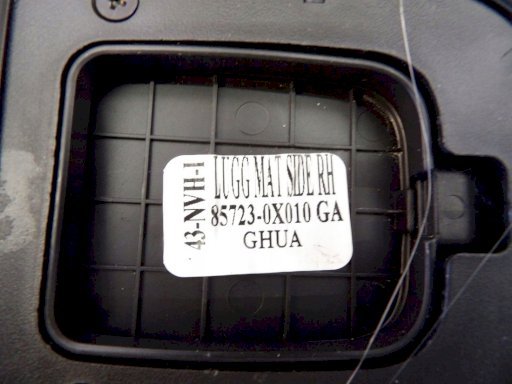 43-NVH-1
LUGG MAT SIDE RH
85723-0X010 GA
GHUA